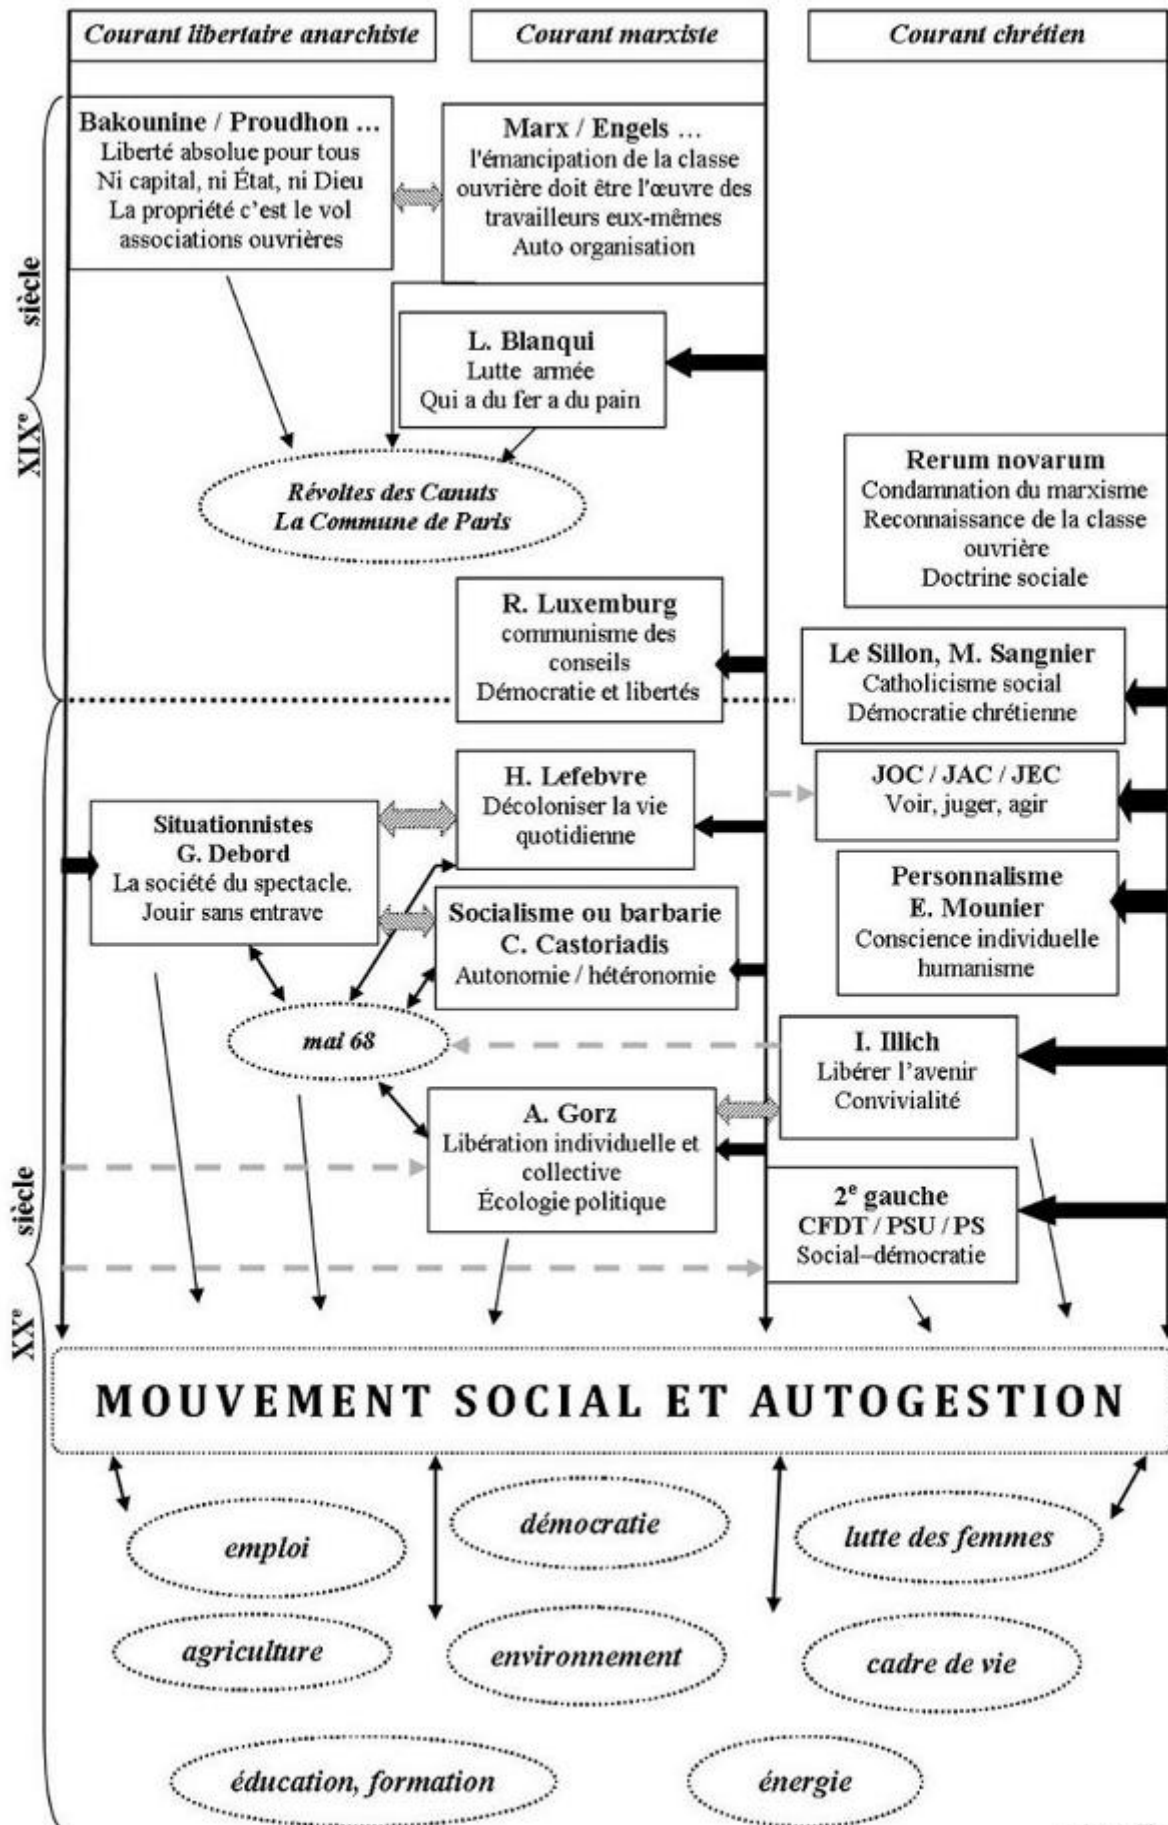 Courant libertaire anarchiste
Courant marxiste
Courant chrétien
XIXe siècle
Bakounine / Proudhon ...
Liberté absolue pour tous
Ni capital, ni État, ni Dieu
La propriété c'est le vol
associations ouvrières
Marx / Engels ...
l'émancipation de la classe
ouvrière doit être l'œuvre des
travailleurs eux-mêmes
Auto organisation
L. Blanqui
Lutte armée
Qui a du fer a du pain
Révoltes des Canuts
La Commune de Paris
Rerum novarum
Condamnation du marxisme
Reconnaissance de la classe
ouvrière
Doctrine sociale
R. Luxemburg
communisme des
conseils
Démocratie et libertés
Le Sillon, M. Sangnier
Catholicisme social
Démocratie chrétienne
XXe siècle
H. Lefebvre
Décoloniser la vie
quotidienne
JOC / JAC / JEC
Voir, juger, agir
Situationnistes
G. Debord
La société du spectacle.
Jouir sans entrave
Socialisme ou barbarie
C. Castoriadis
Autonomie / hétéronomie
Personnalisme
E. Mounier
Conscience individuelle
humanisme
mai 68
I. Illich
Libérer l'avenir
Convivialité
A. Gorz
Libération individuelle et
collective
Écologie politique
2e gauche
CFDT / PSU / PS
Social–démocratie
MOUVEMENT SOCIAL ET AUTOGESTION
emploi
démocratie
lutte des femmes
agriculture
environnement
cadre de vie
éducation, formation
énergie